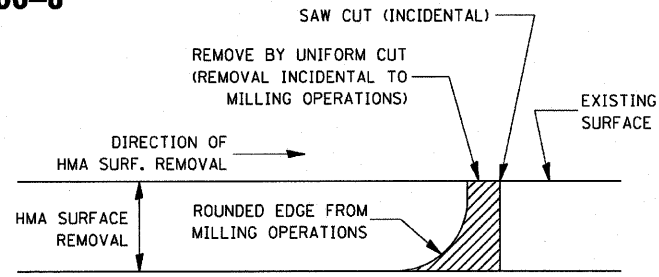 SAW CUT (INCIDENTAL)
REMOVE BY UNIFORM CUT
(REMOVAL INCIDENTAL TO
MILLING OPERATIONS)
EXISTING
SURFACE
DIRECTION OF
HMA SURF. REMOVAL
HMA SURFACE
REMOVAL
ROUNDED EDGE FROM
MILLING OPERATIONS